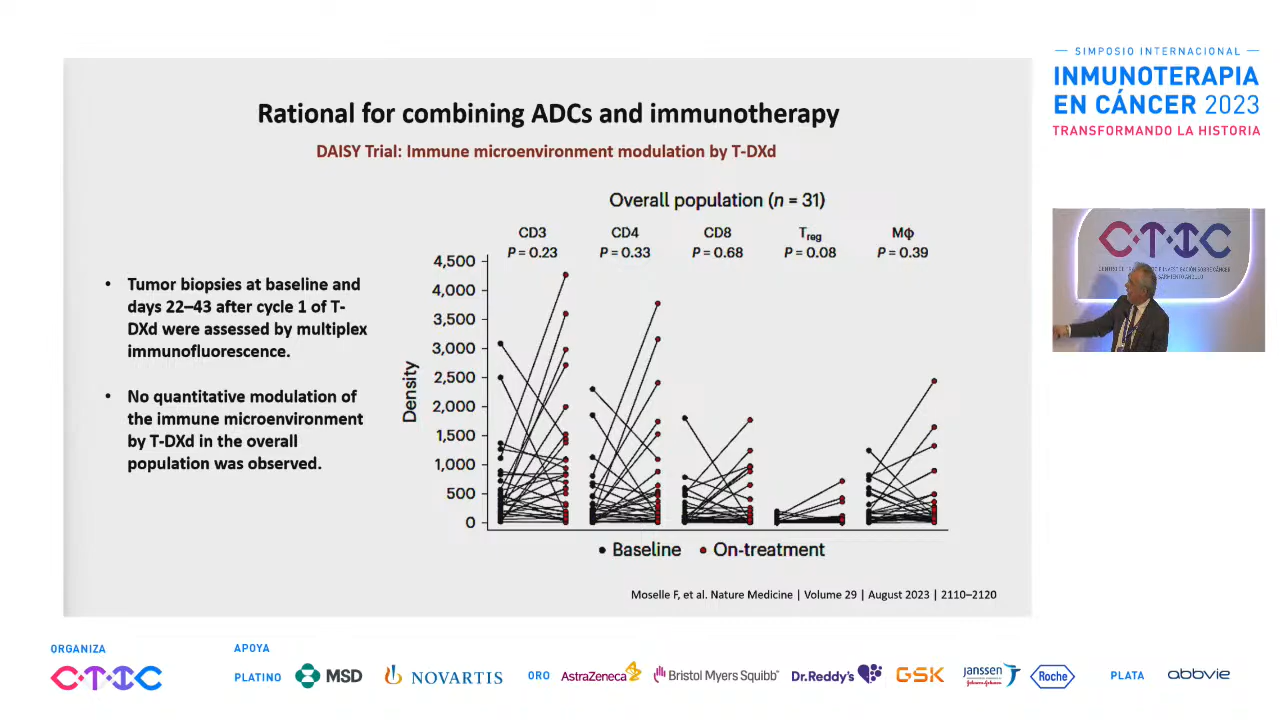 — SIMPOSIO INTERNACIONAL —
INMUNOTERAPIA
EN CÁNCER 2023
TRANSFORMANDO LA HISTORIA
Rational for combining ADCs and immunotherapy
DAISY Trial: Immune microenvironment modulation by T-DXd
• Tumor biopsies at baseline and
days 22–43 after cycle 1 of T-
DXd were assessed by multiplex
immunofluorescence.
• No quantitative modulation of
the immune microenvironment
by T-DXd in the overall
population was observed.
Overall population (n = 31)
CD3 CD4 CD8 Treg Mϕ
P = 0.23 P = 0.33 P = 0.68 P = 0.08 P = 0.39
Density
4,500
4,000
3,500
3,000
2,500
2,000
1,500
1,000
500
0
• Baseline • On-treatment
Moselle F, et al. Nature Medicine | Volume 29 | August 2023 | 2110–2120
CTIC
ORGANIZA
CTIC
APOYA
PLATINO MSD NOVARTIS ORO AstraZeneca Bristol Myers Squibb Dr.Reddy's GSK Janssen Johnson-Johnson Roche PLATA abbvie